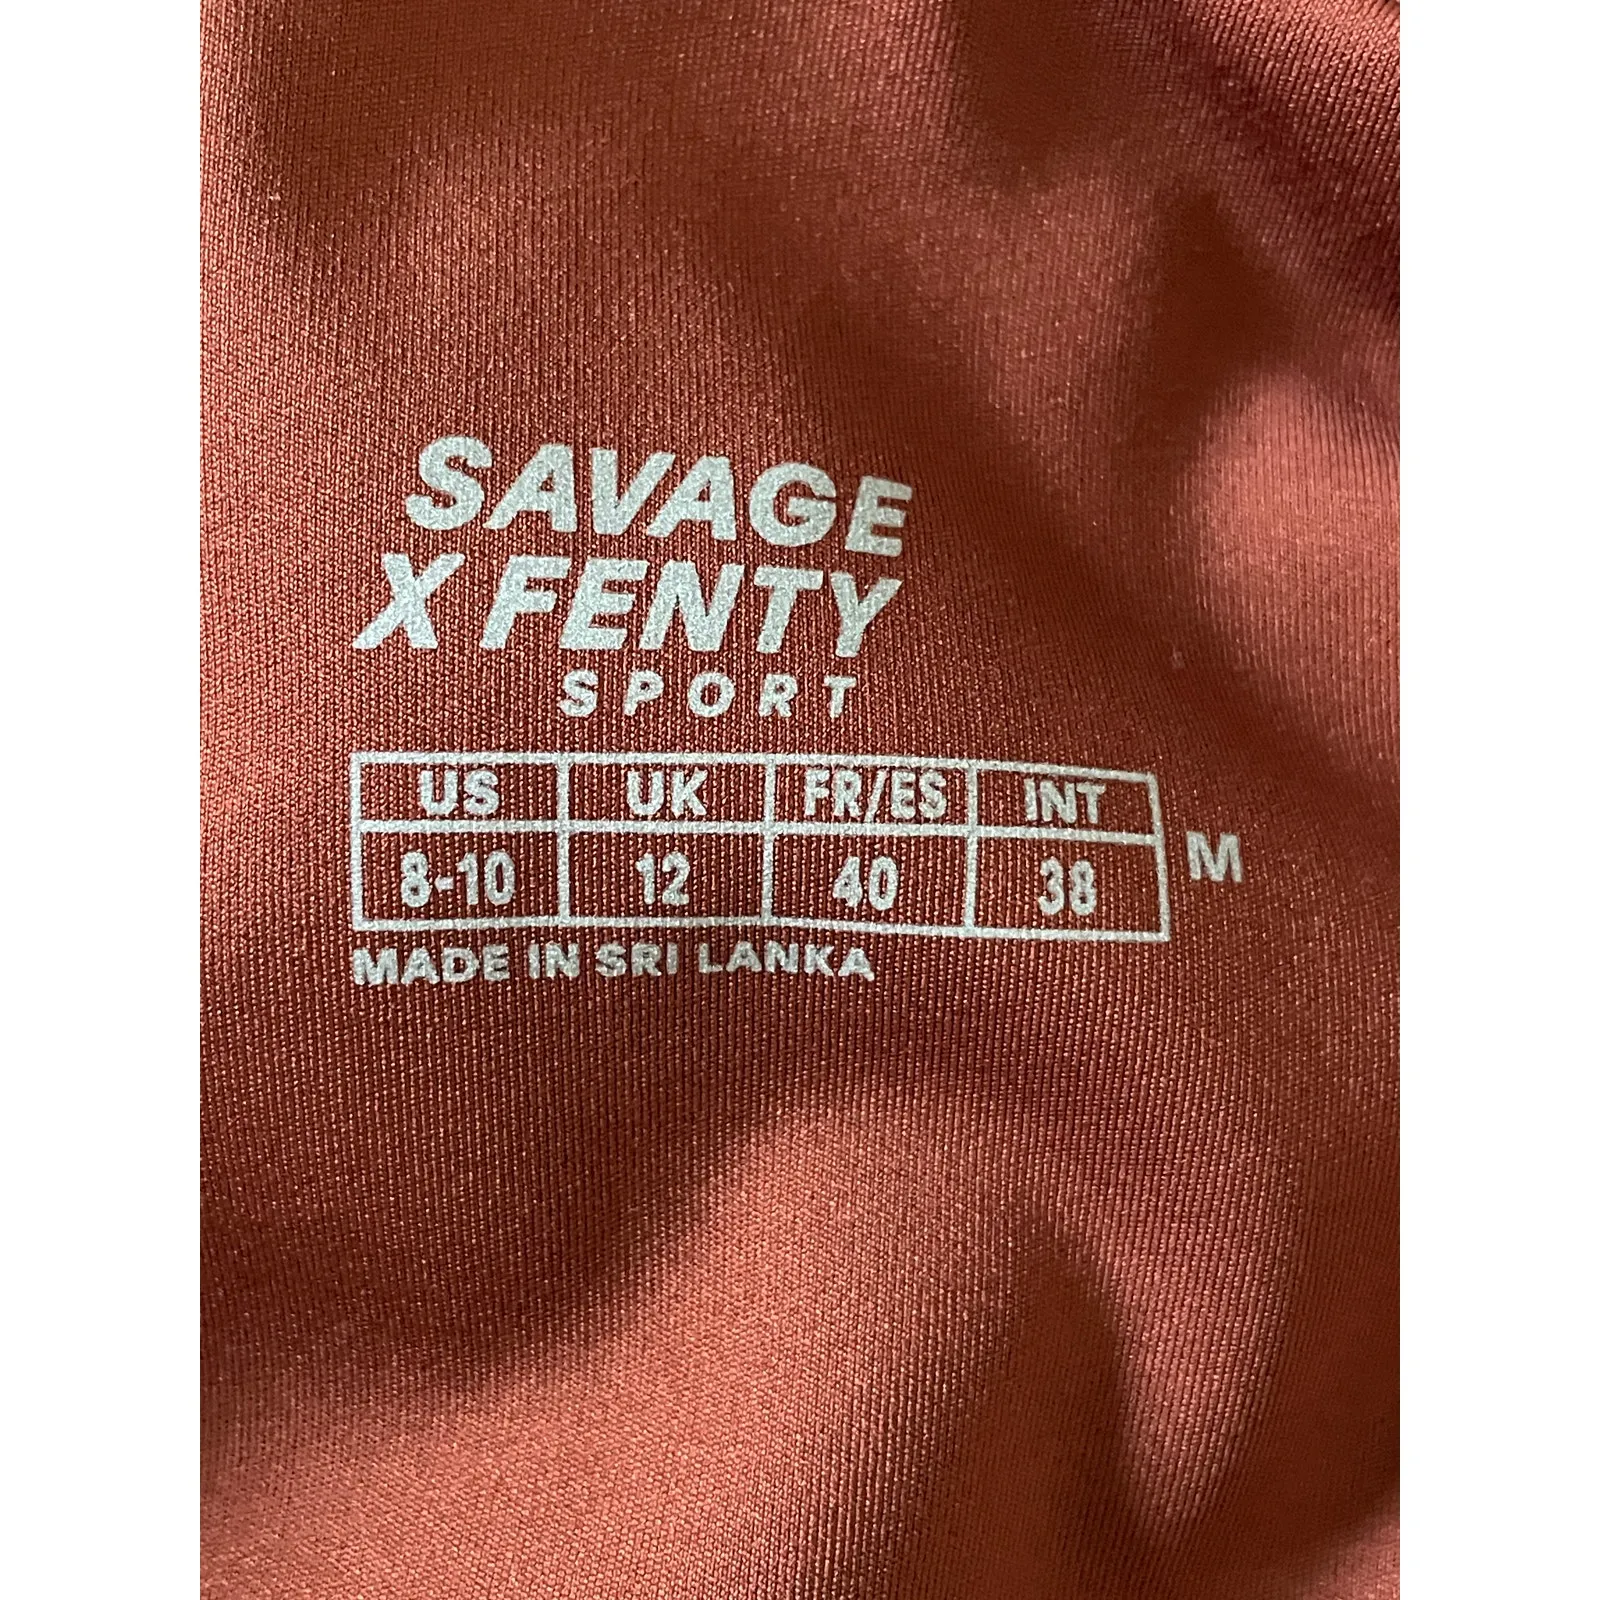 SAVAGE
X FENTY
SPORT
US UK FR/ES INT
8-10 12 40 38 M
MADE IN SRI LANKA